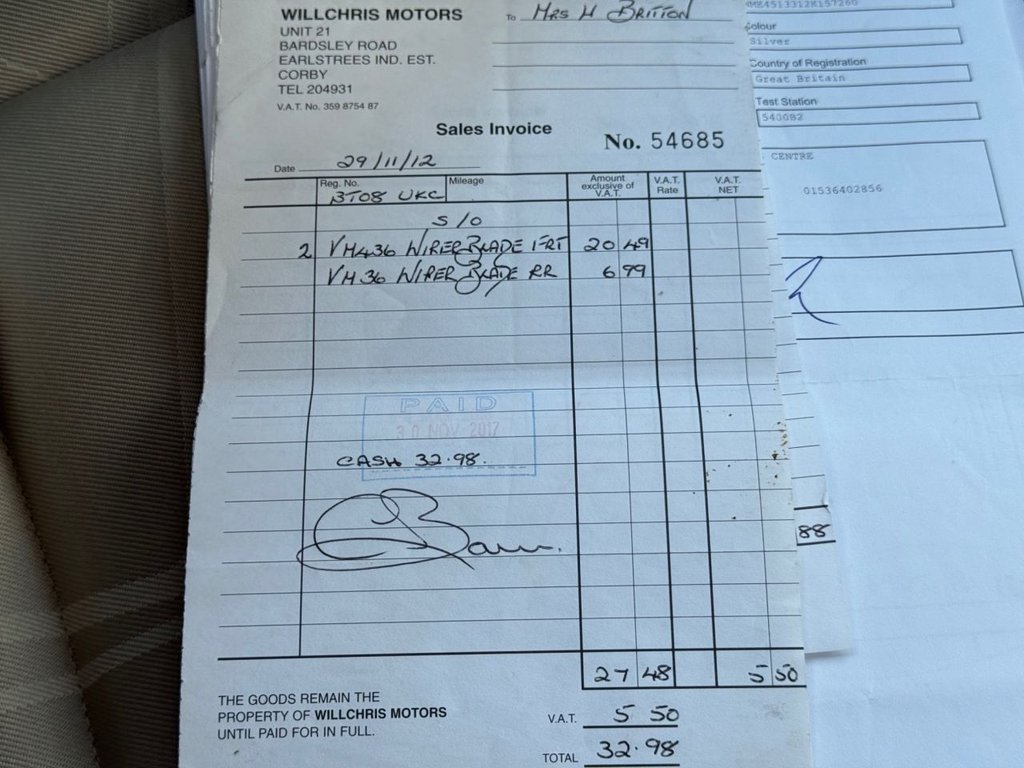 WILLCHRIS MOTORS
UNIT 21
BARDSLEY ROAD
EARLSTREES IND. EST.
CORBY
TEL 204931
V.A.T. No. 359 8754 87
To MRS H BRITTON
Sales Invoice
No. 54685
Date 29/11/12
Reg. No.
BT08 UKC
Mileage
Amount exclusive of V.A.T.
V.A.T. Rate
V.A.T. NET
S/O
2 VM436 WIPER BLADE FRT 20 49
VH36 WIPER BLADE RR 6 99
PAID
30 NOV 2017
CASH 32.98.
27 48 5 50
THE GOODS REMAIN THE
PROPERTY OF WILLCHRIS MOTORS
UNTIL PAID FOR IN FULL.
V.A.T. 5 50
TOTAL 32.98
Colour
Silver
Country of Registration
Great Britain
Test Station
CENTRE
01536402856
88